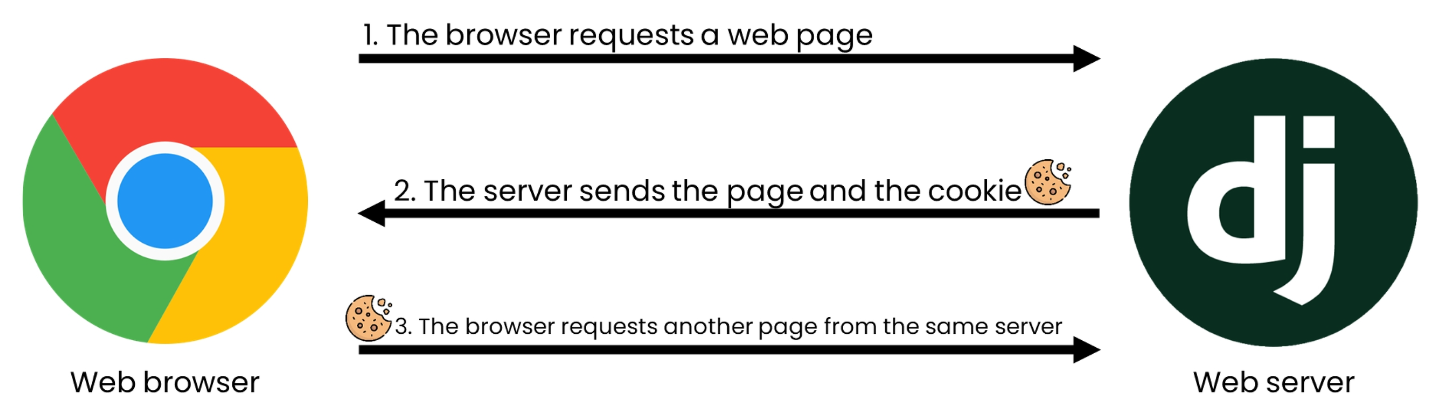 1. The browser requests a web page
2. The server sends the page and the cookie
3. The browser requests another page from the same server
dj
Web browser
Web server